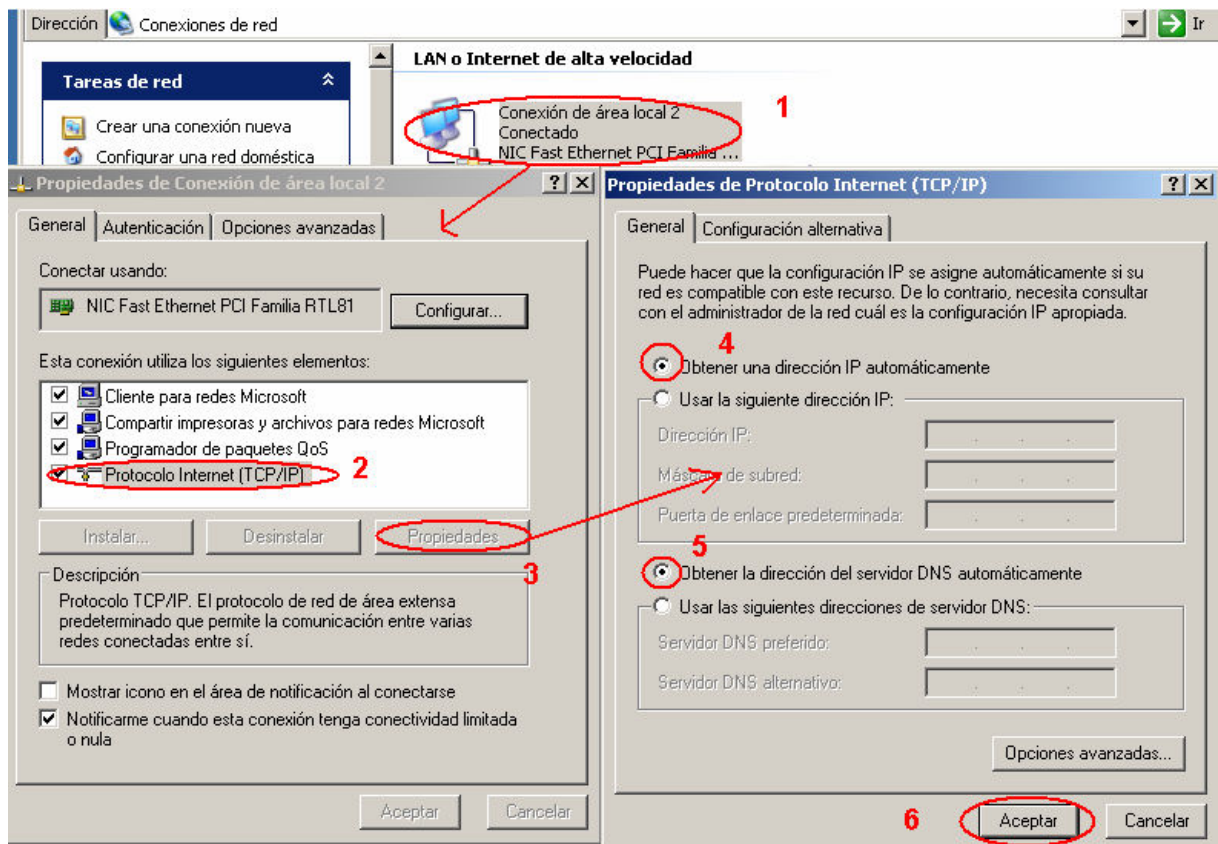 Dirección Conexiones de red Ir
Tareas de red
Crear una conexión nueva
Configurar una red doméstica
LAN o Internet de alta velocidad
1
Conexión de área local 2
Conectado
NIC Fast Ethernet PCI Familia ...
Propiedades de Conexión de área local 2
General Autenticación Opciones avanzadas
Conectar usando:
NIC Fast Ethernet PCI Familia RTL81 Configurar...
Esta conexión utiliza los siguientes elementos:
Cliente para redes Microsoft
Compartir impresoras y archivos para redes Microsoft
Programador de paquetes QoS
Protocolo Internet (TCP/IP) 2
Instalar... Desinstalar Propiedades
3
Descripción
Protocolo TCP/IP. El protocolo de red de área extensa
predeterminado que permite la comunicación entre varias
redes conectadas entre sí.
Mostrar icono en el área de notificación al conectarse
Notificarme cuando esta conexión tenga conectividad limitada
o nula
Aceptar Cancelar
Propiedades de Protocolo Internet (TCP/IP)
General Configuración alternativa
Puede hacer que la configuración IP se asigne automáticamente si su
red es compatible con este recurso. De lo contrario, necesita consultar
con el administrador de la red cuál es la configuración IP apropiada.
4
Obtener una dirección IP automáticamente
Usar la siguiente dirección IP:
Dirección IP:
Máscara de subred:
Puerta de enlace predeterminada:
5
Obtener la dirección del servidor DNS automáticamente
Usar las siguientes direcciones de servidor DNS:
Servidor DNS preferido:
Servidor DNS alternativo:
Opciones avanzadas...
6 Aceptar Cancelar